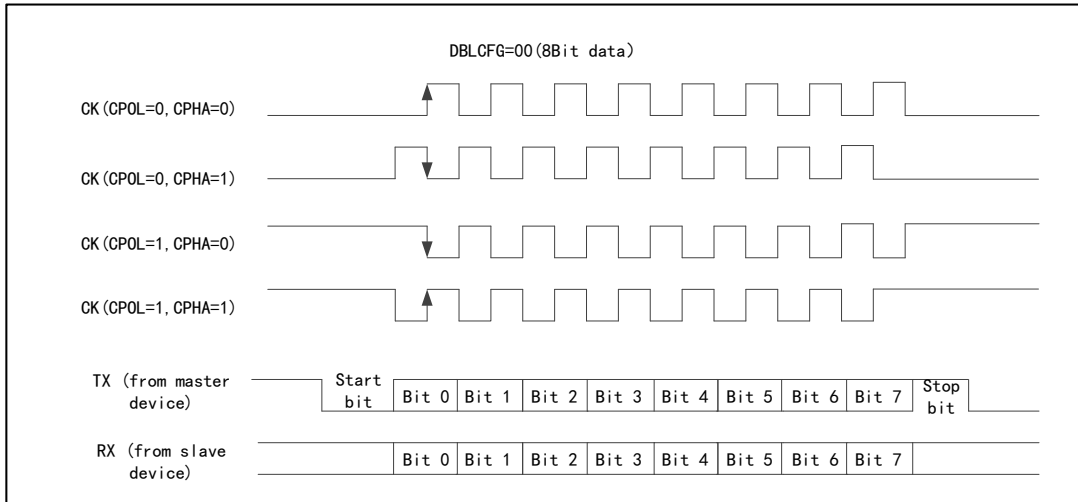 DBLCFG=00(8Bit data)
CK(CPOL=0,CPHA=0)
CK(CPOL=0,CPHA=1)
CK(CPOL=1,CPHA=0)
CK(CPOL=1,CPHA=1)
TX (from master
device)
Start
bit
Bit 0 Bit 1 Bit 2 Bit 3 Bit 4 Bit 5 Bit 6 Bit 7
Stop
bit
RX (from slave
device)
Bit 0 Bit 1 Bit 2 Bit 3 Bit 4 Bit 5 Bit 6 Bit 7